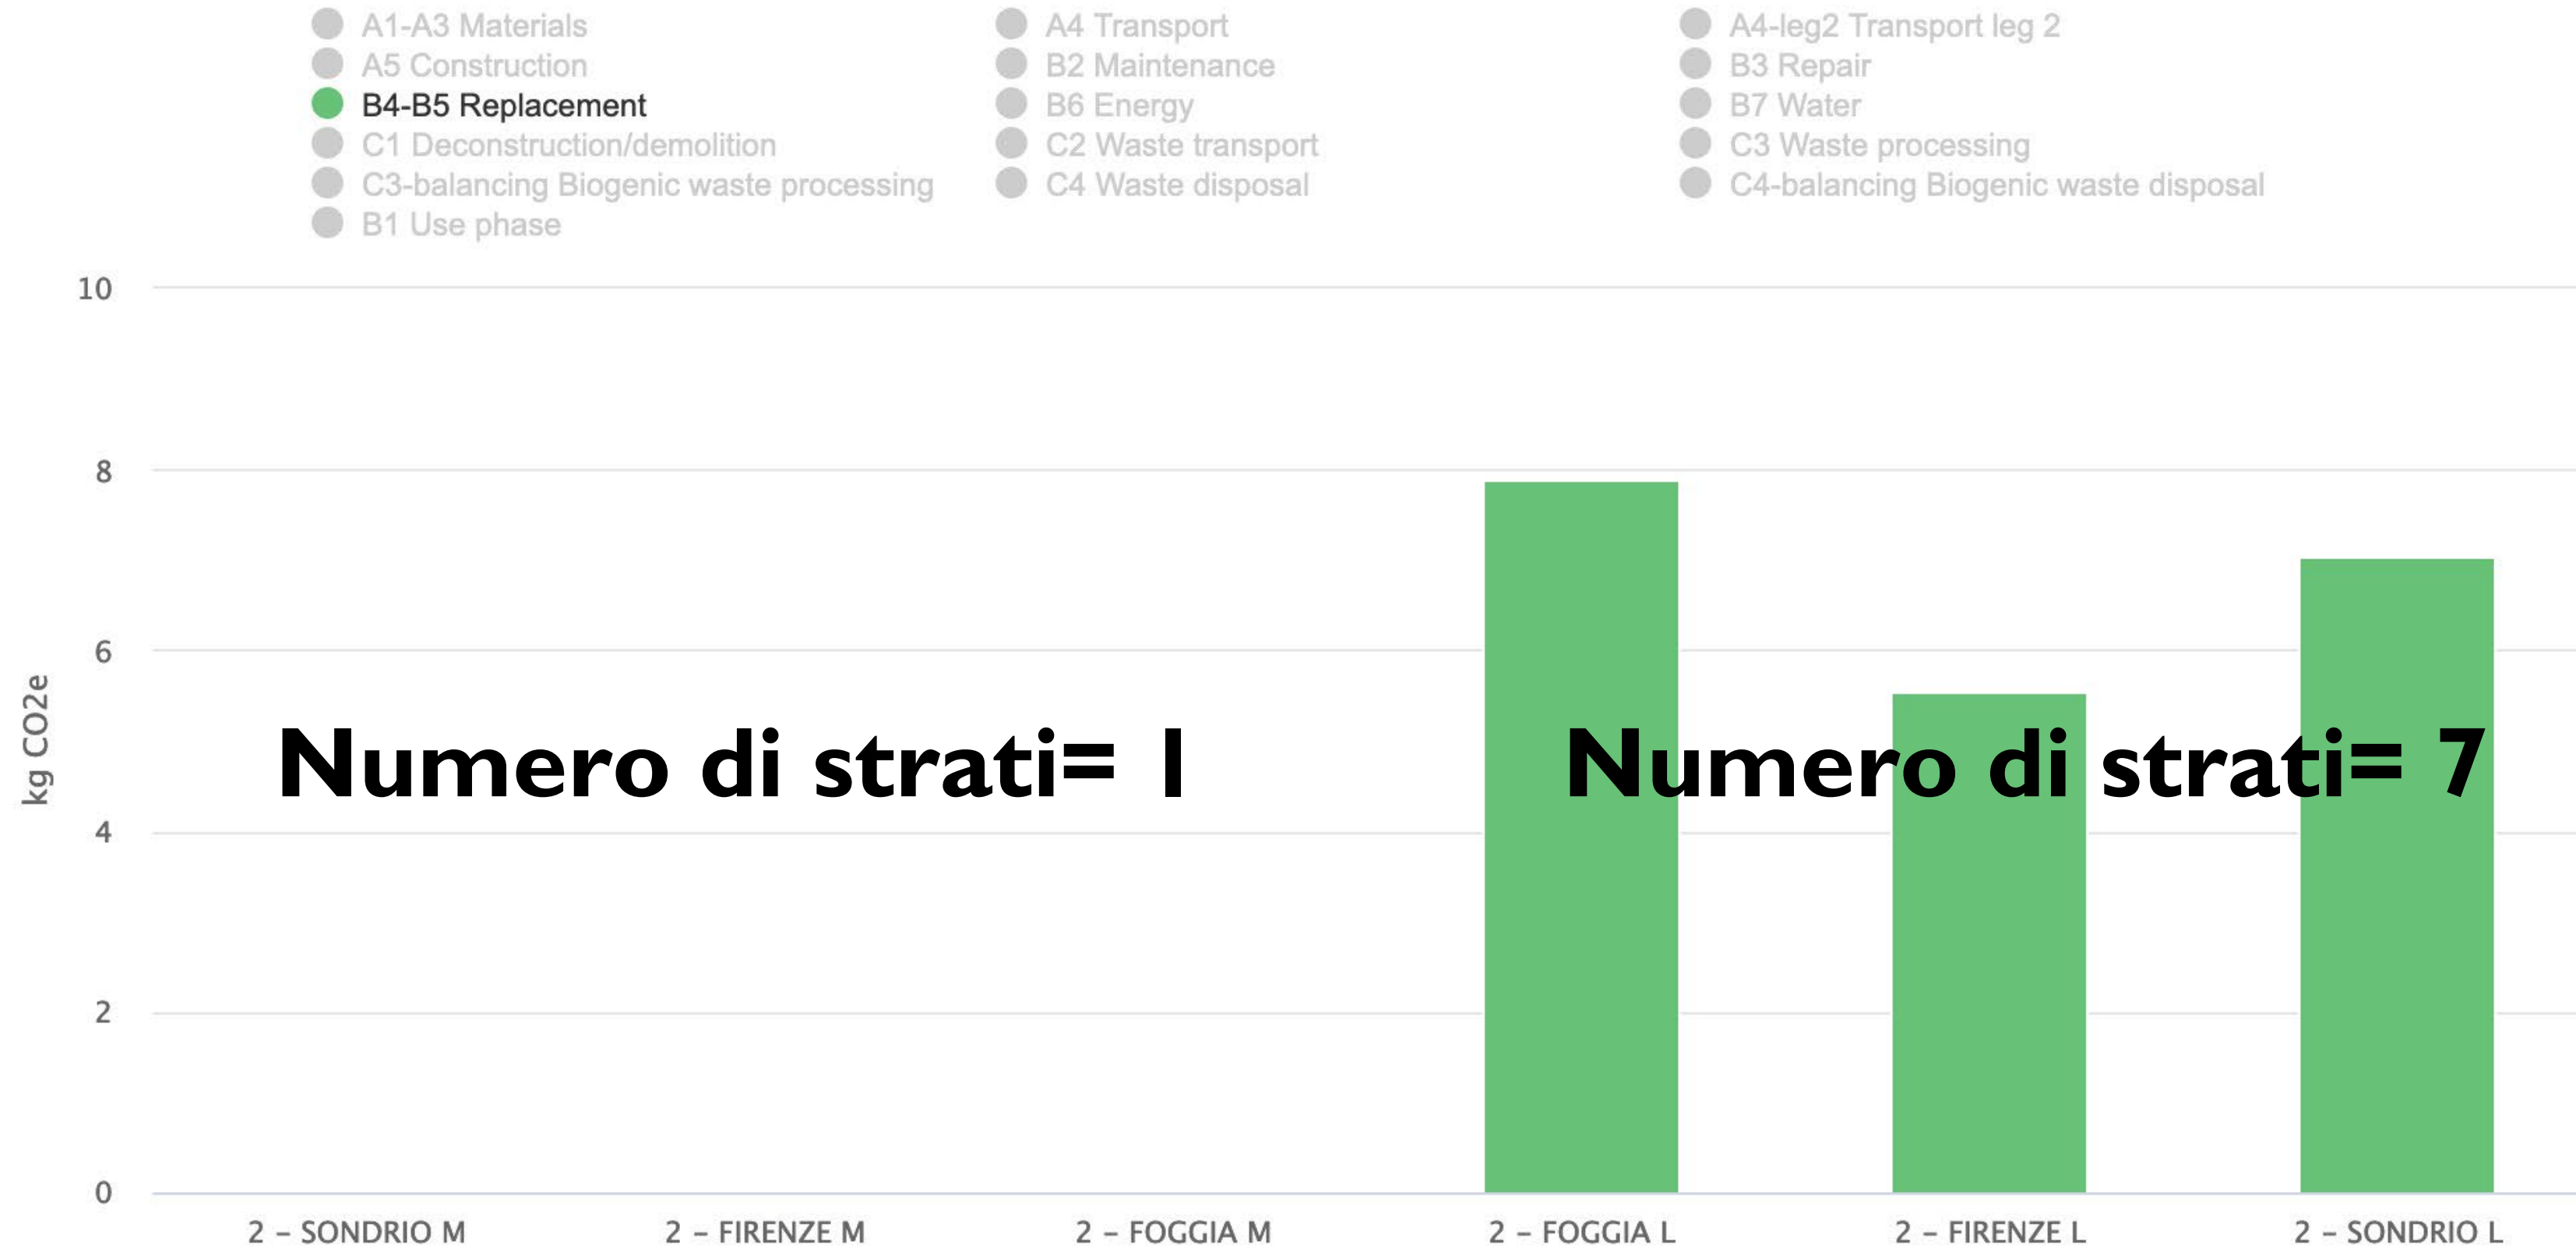 A1-A3 Materials
A4 Transport
A4-leg2 Transport leg 2
A5 Construction
B2 Maintenance
B3 Repair
B4-B5 Replacement
B6 Energy
B7 Water
C1 Deconstruction/demolition
C2 Waste transport
C3 Waste processing
C3-balancing Biogenic waste processing
C4 Waste disposal
C4-balancing Biogenic waste disposal
B1 Use phase
10
8
6
4
2
0
kg CO2e
Numero di strati= 1
Numero di strati= 7
2 – SONDRIO M
2 – FIRENZE M
2 – FOGGIA M
2 – FOGGIA L
2 – FIRENZE L
2 – SONDRIO L